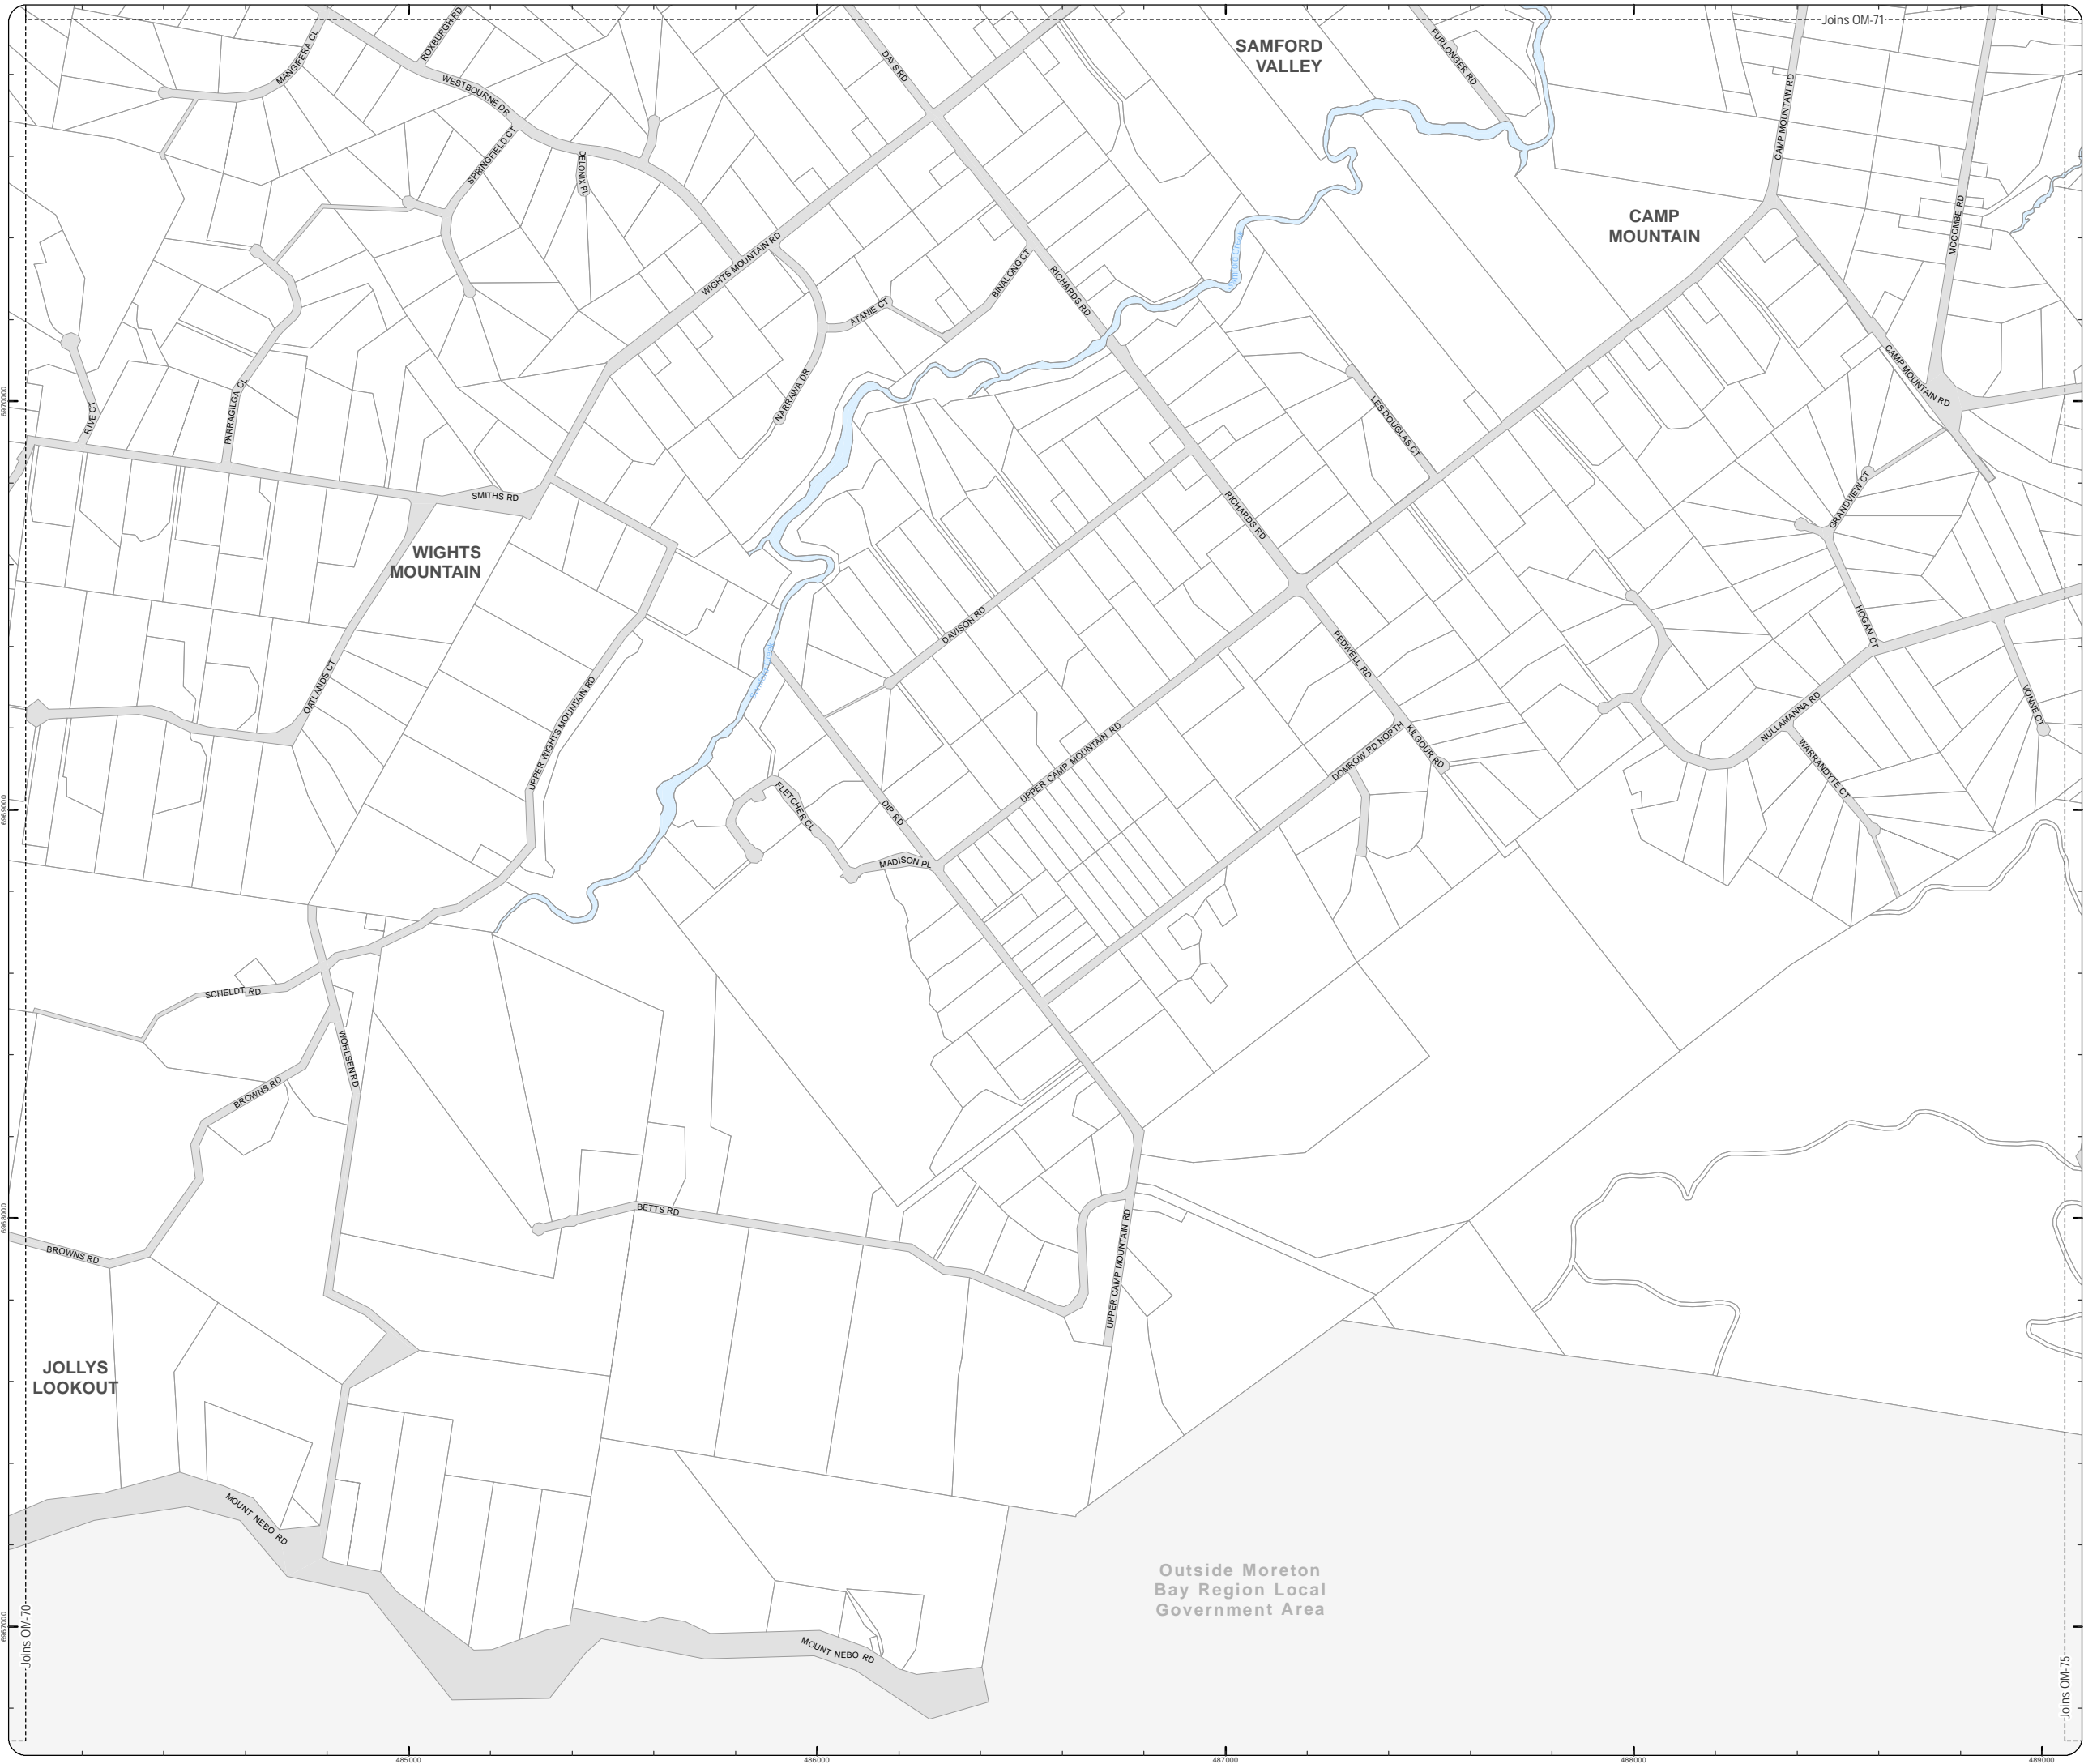 Joins OM-71
ROXBURGH RD
MANGIFERA CL
WESTBOURNE DR
DAYS RD
SAMFORD
VALLEY
FURLONGER RD
CAMP MOUNTAIN RD
SPRINGFIELD CT
DELONIX PL
MCCOMBE RD
CAMP
MOUNTAIN
WIGHTS MOUNTAIN RD
BINALONG CT
RICHARDS RD
ATANIE CT
CAMP MOUNTAIN RD
NARRAWA DR
6970000
RIVE CT
PARRAGILGA CL
LES DOUGLAS CT
SMITHS RD
GRANDVIEW CT
RICHARDS RD
WIGHTS
MOUNTAIN
DAVISON RD
HOGAN CT
PEDWELL RD
OATLANDS CT
UPPER WIGHTS MOUNTAIN RD
NULLAMANNA RD
VONNE CT
UPPER CAMP MOUNTAIN RD
DOMROW RD NORTH
KILGOUR RD
WARRANDYTE CT
6969000
FLETCHER CL
DIP RD
MADISON PL
SCHELDT RD
WOHLSEN RD
BROWNS RD
6968000
BETTS RD
BROWNS RD
UPPER CAMP MOUNTAIN RD
JOLLYS
LOOKOUT
MOUNT NEBO RD
Outside Moreton
Bay Region Local
Government Area
6967000
Joins OM-70
MOUNT NEBO RD
Joins OM-75
485000
486000
487000
488000
489000